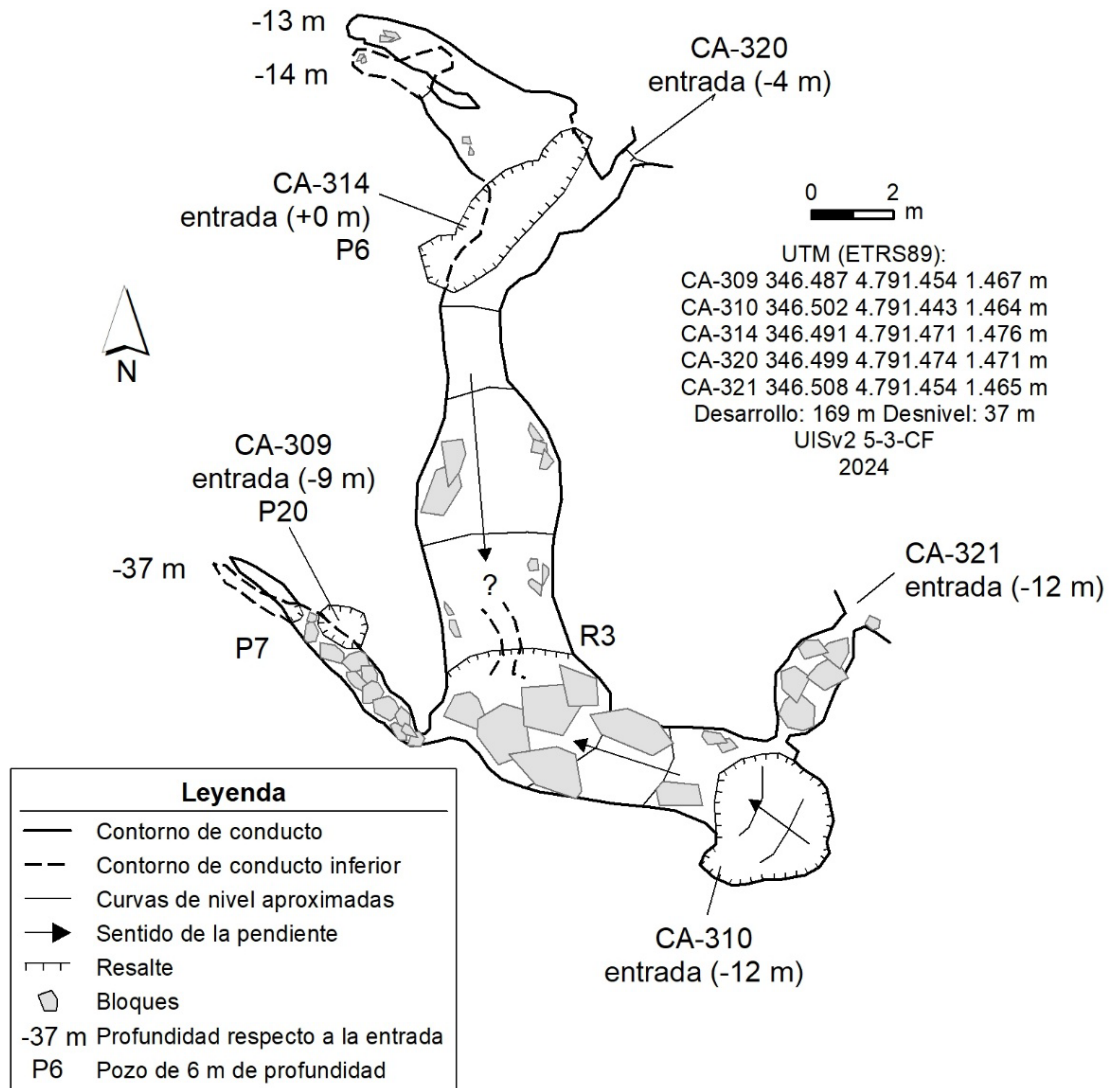 -13 m
-14 m
CA-320
entrada (-4 m)
CA-314
entrada (+0 m)
P6
0 2
m
UTM (ETRS89):
CA-309 346.487 4.791.454 1.467 m
CA-310 346.502 4.791.443 1.464 m
CA-314 346.491 4.791.471 1.476 m
CA-320 346.499 4.791.474 1.471 m
CA-321 346.508 4.791.454 1.465 m
Desarrollo: 169 m Desnivel: 37 m
UISv2 5-3-CF
2024
N
CA-309
entrada (-9 m)
P20
-37 m
P7
?
R3
CA-321
entrada (-12 m)
CA-310
entrada (-12 m)
Leyenda
Contorno de conducto
Contorno de conducto inferior
Curvas de nivel aproximadas
Sentido de la pendiente
Resalte
Bloques
-37 m Profundidad respecto a la entrada
P6 Pozo de 6 m de profundidad